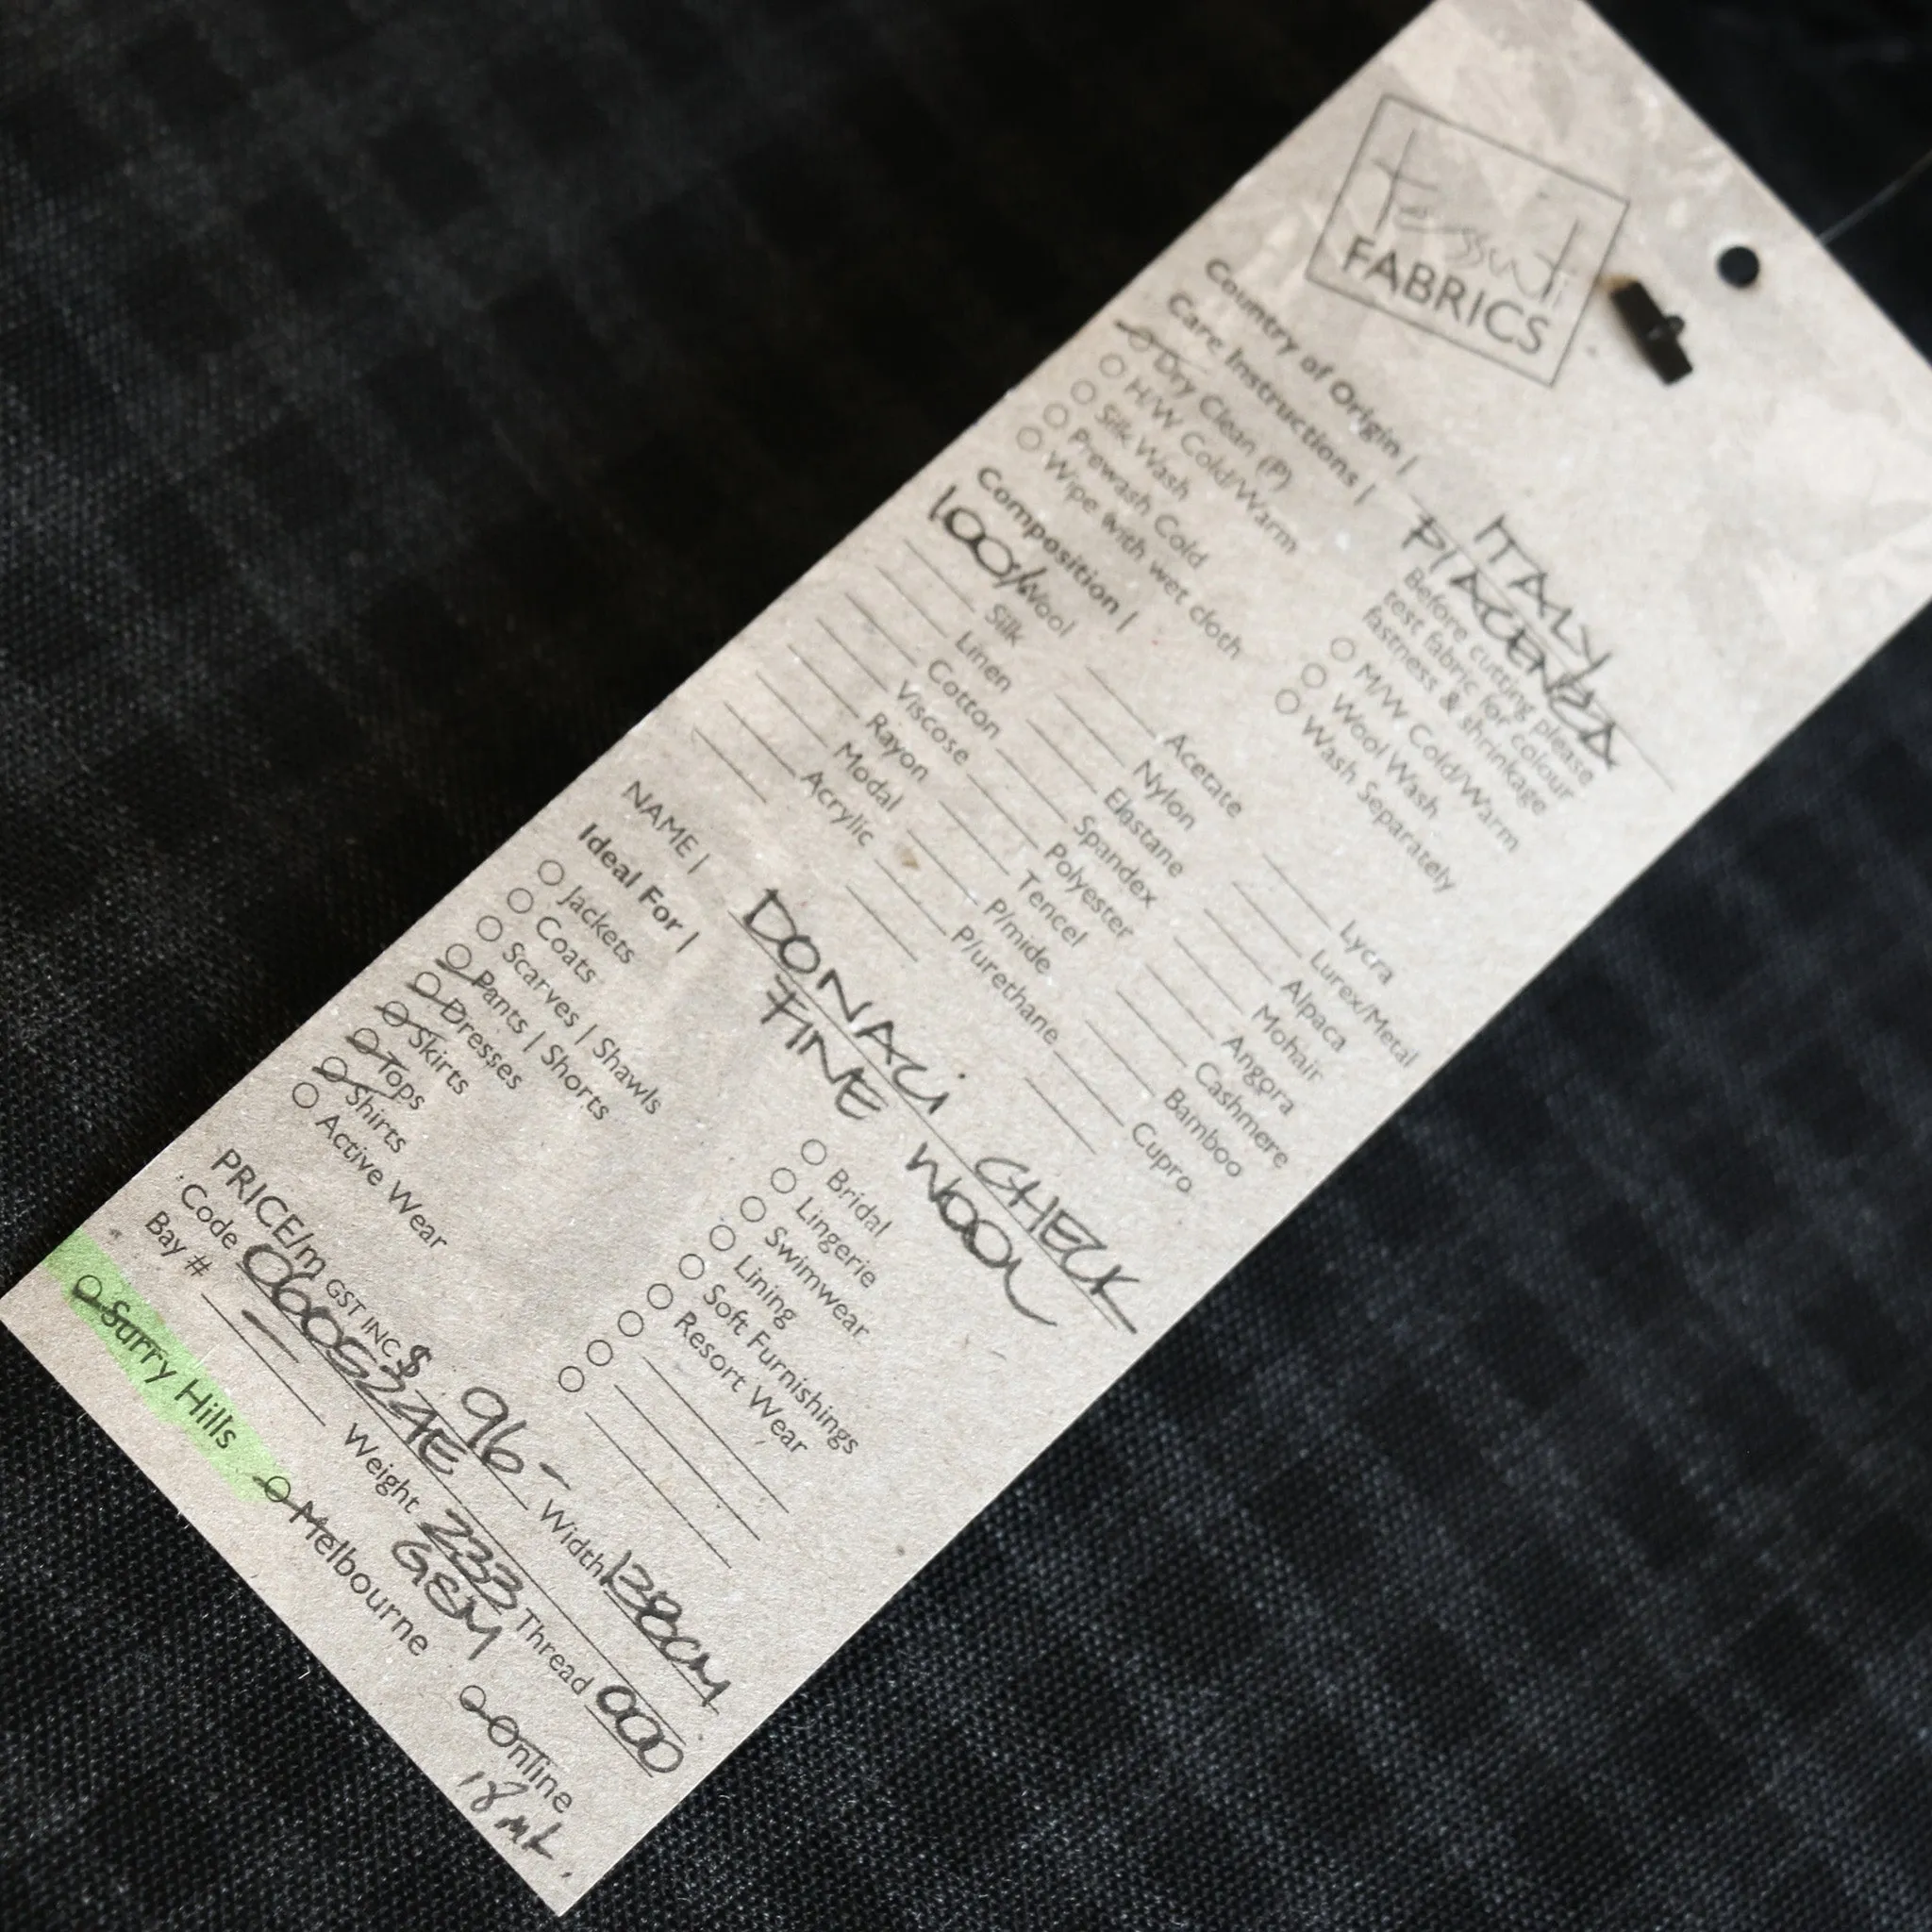 tessuti
FABRICS
Country of Origin | ITALY
PIACENZA
Care Instructions |
Before cutting please
test fabric for colour
fastness & shrinkage
Dry Clean (P)
H/W Cold/Warm
Silk Wash
Prewash Cold
Wipe with wet cloth
M/W Cold/Warm
Wool Wash
Wash Separately
Composition |
100% Wool
Silk
Linen
Cotton
Viscose
Rayon
Modal
Acrylic
Acetate
Nylon
Elastane
Spandex
Polyester
Tencel
P/mide
P/urethane
Lycra
Lurex/Metal
Alpaca
Mohair
Angora
Cashmere
Bamboo
Cupro
NAME | DONACI CHECK
FINE WOOL
Ideal For |
Jackets
Coats
Scarves | Shawls
Pants | Shorts
Dresses
Skirts
Tops
Shirts
Active Wear
Bridal
Lingerie
Swimwear
Lining
Soft Furnishings
Resort Wear
PRICE/m GST INC $ 96- Width 138cm
Code 060524E Weight 233 Thread 000
GSM
Bay # —
Surry Hills Melbourne Online
18 mt.